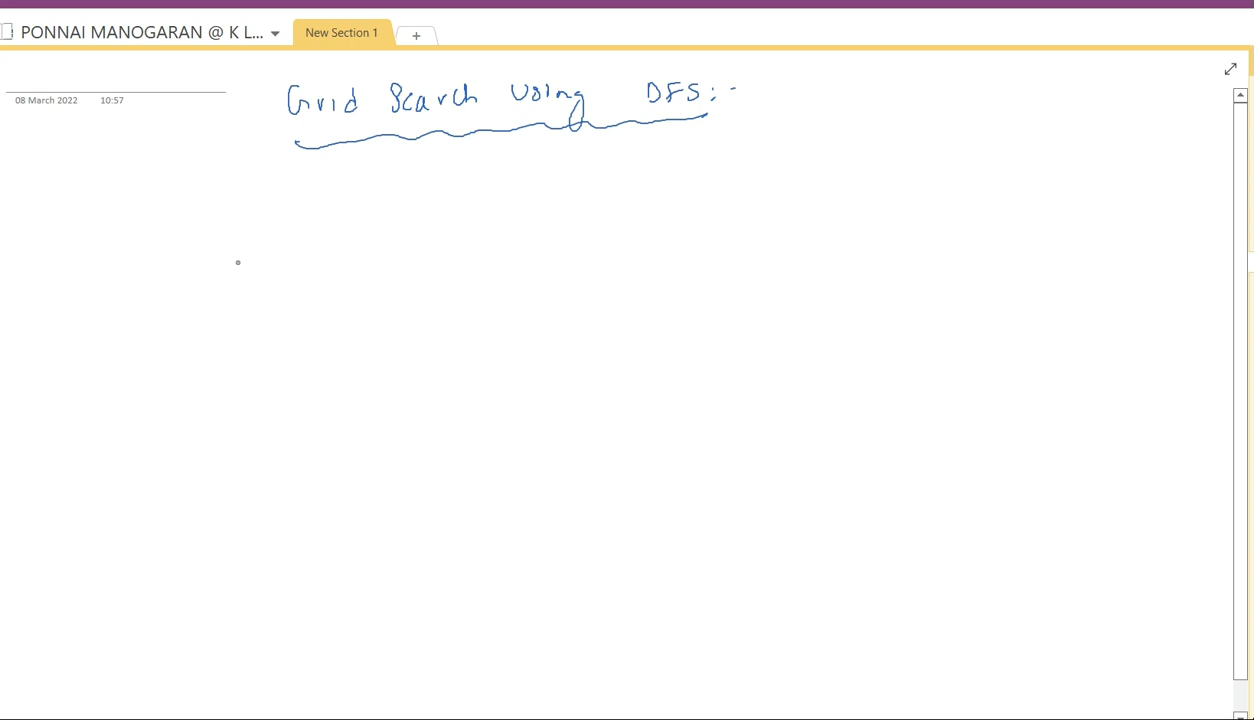 PONNAI MANOGARAN @ K L...
New Section 1
+
08 March 2022 10:57
Grid Search Using DFS:-